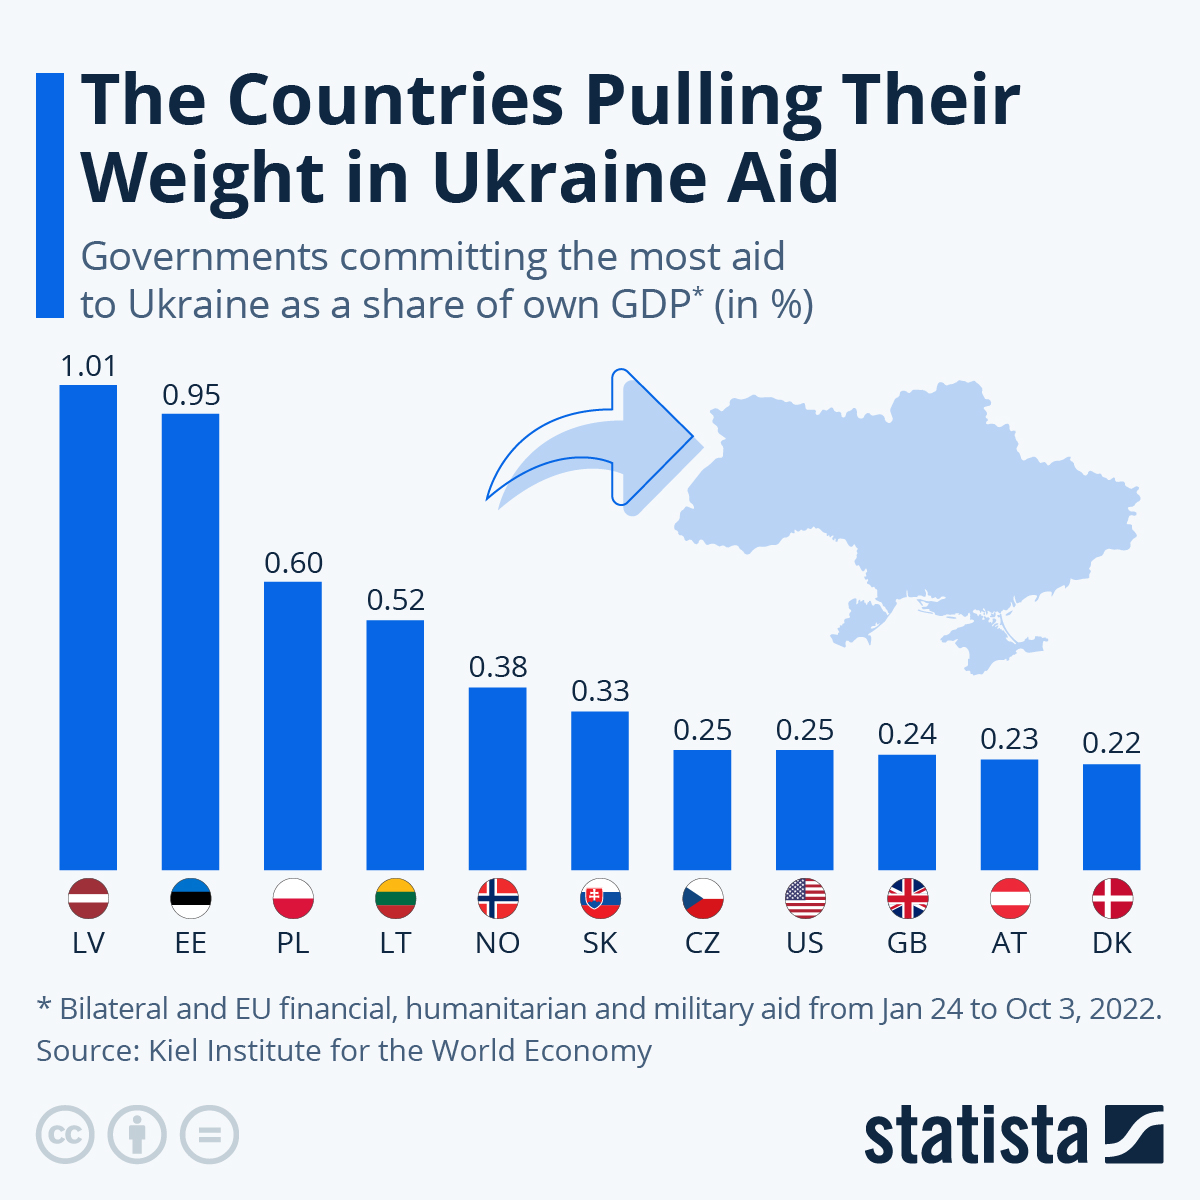 The Countries Pulling Their
Weight in Ukraine Aid
Governments committing the most aid
to Ukraine as a share of own GDP* (in %)
1.01
0.95
0.60
0.52
0.38
0.33
0.25
0.25
0.24
0.23
0.22
LV
EE
PL
LT
NO
SK
CZ
US
GB
AT
DK
* Bilateral and EU financial, humanitarian and military aid from Jan 24 to Oct 3, 2022.
Source: Kiel Institute for the World Economy
cc
statista